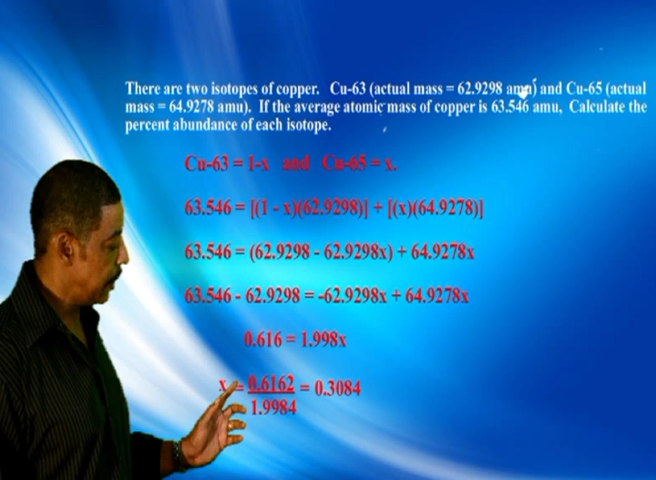 There are two isotopes of copper. Cu-63 (actual mass = 62.9298 amu) and Cu-65 (actual
mass = 64.9278 amu). If the average atomic mass of copper is 63.546 amu, Calculate the
percent abundance of each isotope.
Cu-63 = 1-x and Cu-65 = x.
63.546 = [(1 - x)(62.9298)] + [(x)(64.9278)]
63.546 = (62.9298 - 62.9298x) + 64.9278x
63.546 - 62.9298 = -62.9298x + 64.9278x
0.616 = 1.998x
x = 0.6162 = 0.3084
1.9984